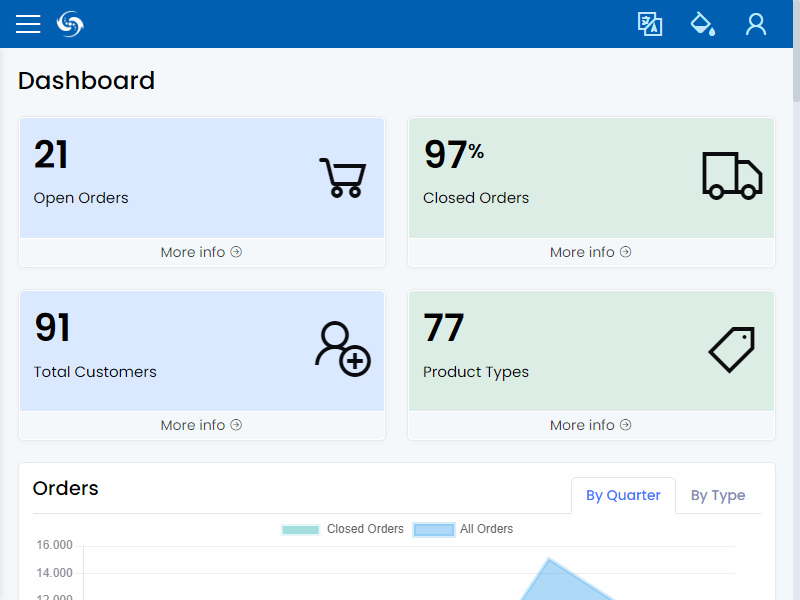 Dashboard
21
Open Orders
More info
97%
Closed Orders
More info
91
Total Customers
More info
77
Product Types
More info
Orders
By Quarter
By Type
Closed Orders
All Orders
16.000
14.000
12.000